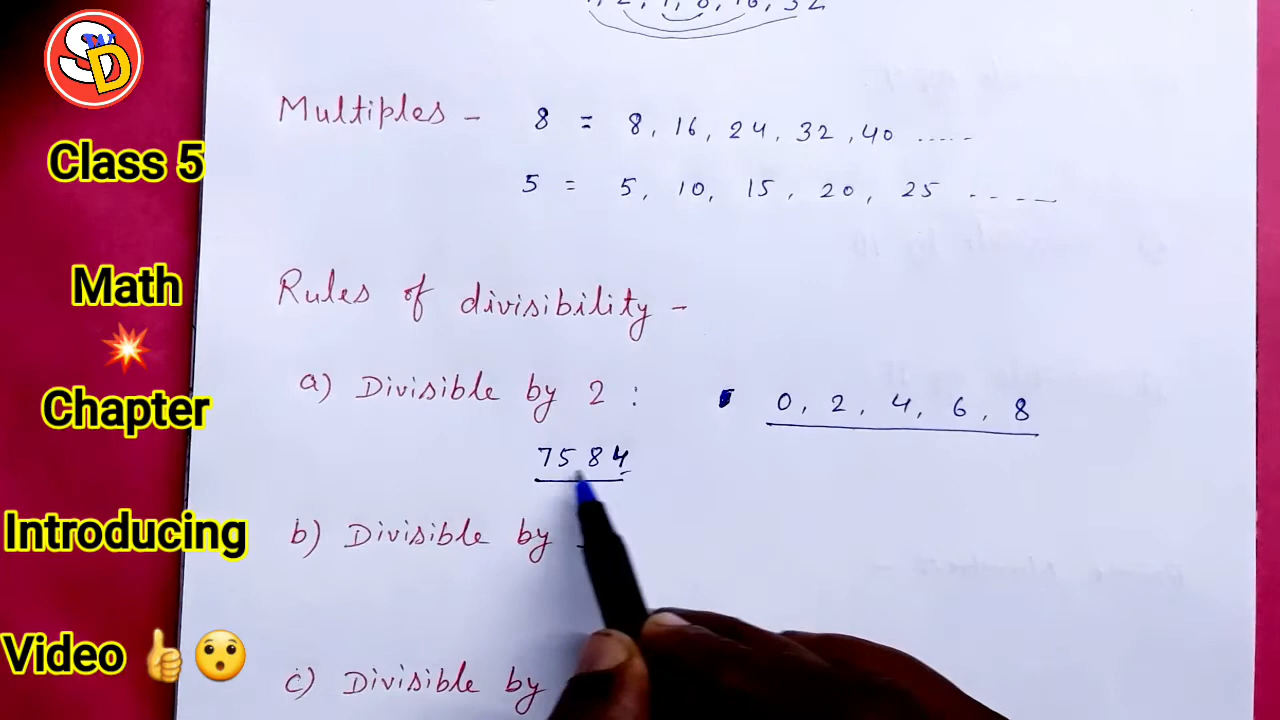 SwD
Class 5
Math
Chapter
Introducing
Video
Multiples - 8 = 8, 16, 24, 32, 40 .....
5 = 5, 10, 15, 20, 25 ....
Rules of divisibility -
a) Divisible by 2 : 0, 2, 4, 6, 8
7584
b) Divisible by
c) Divisible by